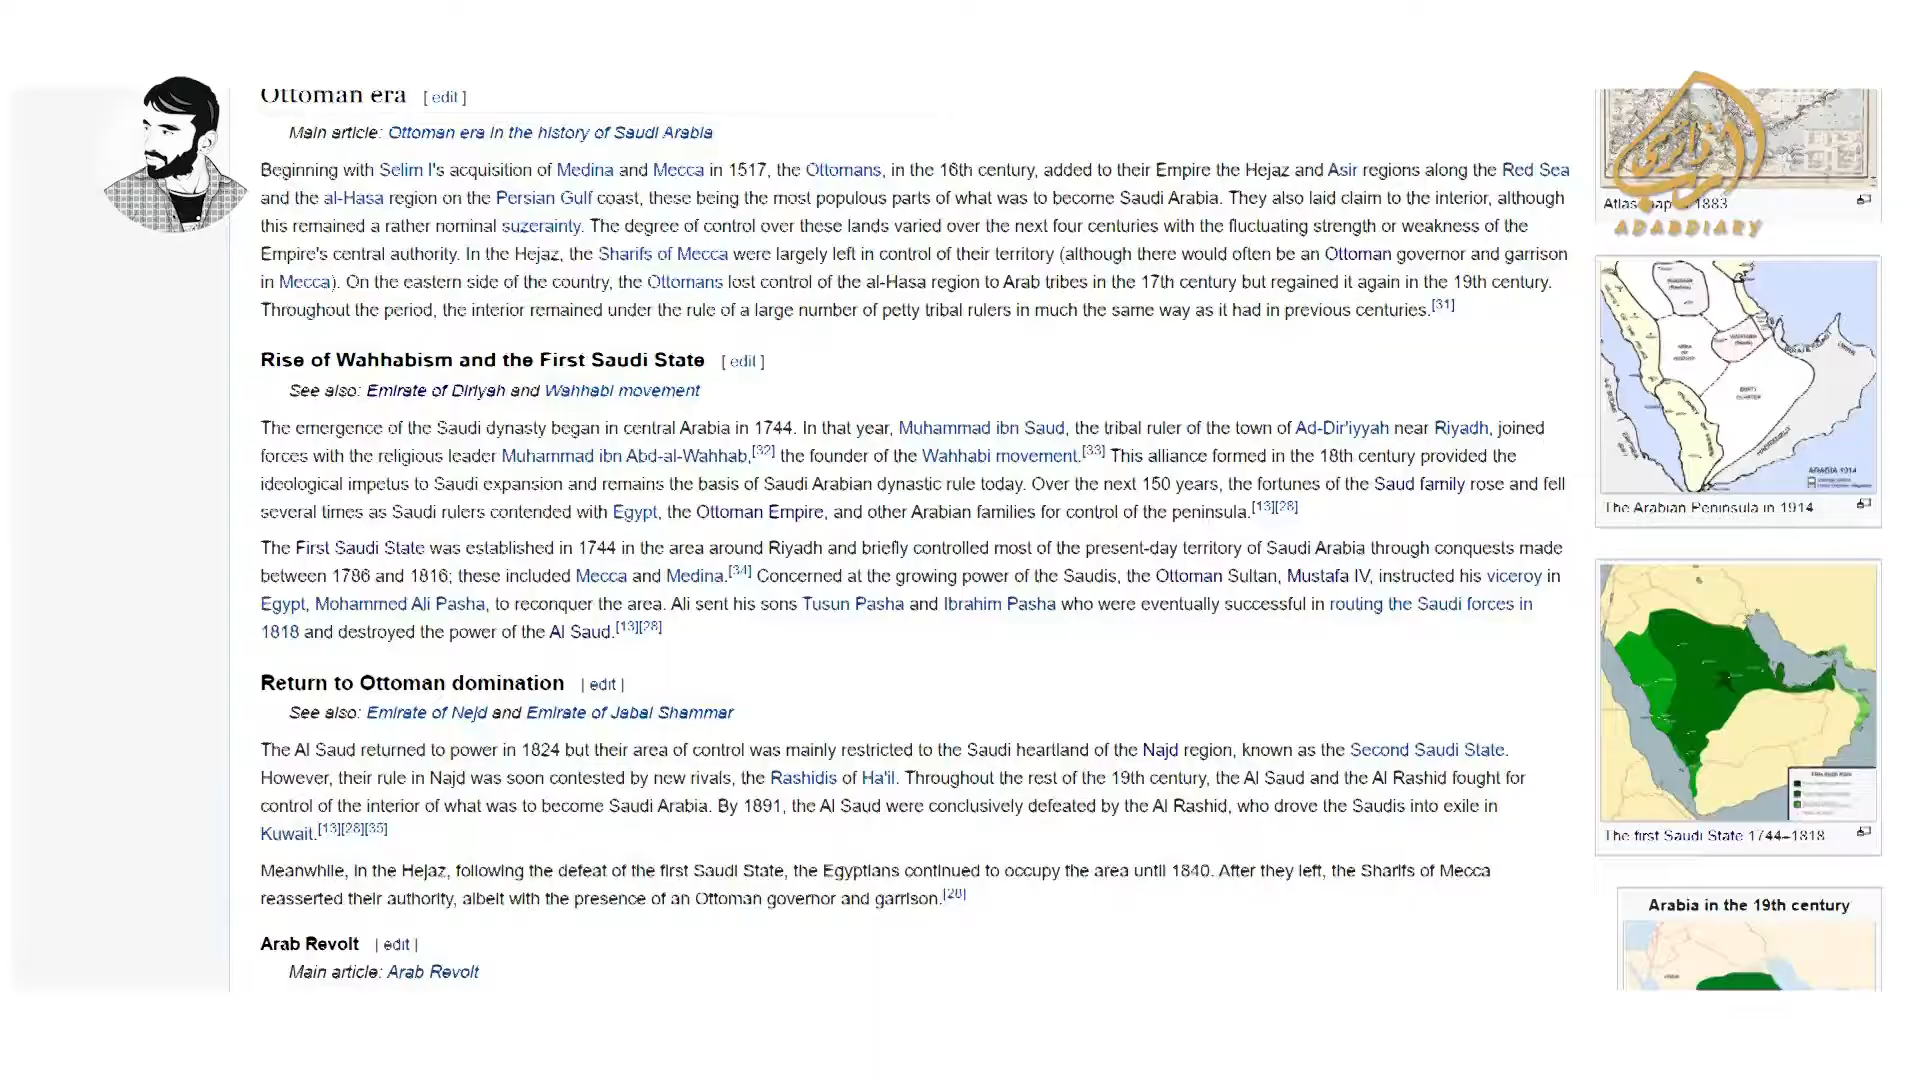 Ottoman era [ edit ]
Main article: Ottoman era in the history of Saudi Arabia
Beginning with Selim I's acquisition of Medina and Mecca in 1517, the Ottomans, in the 16th century, added to their Empire the Hejaz and Asir regions along the Red Sea
and the al-Hasa region on the Persian Gulf coast, these being the most populous parts of what was to become Saudi Arabia. They also laid claim to the interior, although
this remained a rather nominal suzerainty. The degree of control over these lands varied over the next four centuries with the fluctuating strength or weakness of the
Empire's central authority. In the Hejaz, the Sharifs of Mecca were largely left in control of their territory (although there would often be an Ottoman governor and garrison
in Mecca). On the eastern side of the country, the Ottomans lost control of the al-Hasa region to Arab tribes in the 17th century but regained it again in the 19th century.
Throughout the period, the interior remained under the rule of a large number of petty tribal rulers in much the same way as it had in previous centuries.[31]
Rise of Wahhabism and the First Saudi State [ edit ]
See also: Emirate of Diriyah and Wahhabi movement
The emergence of the Saudi dynasty began in central Arabia in 1744. In that year, Muhammad ibn Saud, the tribal ruler of the town of Ad-Dir'iyyah near Riyadh, joined
forces with the religious leader Muhammad ibn Abd-al-Wahhab,[32] the founder of the Wahhabi movement.[33] This alliance formed in the 18th century provided the
ideological impetus to Saudi expansion and remains the basis of Saudi Arabian dynastic rule today. Over the next 150 years, the fortunes of the Saud family rose and fell
several times as Saudi rulers contended with Egypt, the Ottoman Empire, and other Arabian families for control of the peninsula.[13][28]
The First Saudi State was established in 1744 in the area around Riyadh and briefly controlled most of the present-day territory of Saudi Arabia through conquests made
between 1786 and 1816; these included Mecca and Medina.[34] Concerned at the growing power of the Saudis, the Ottoman Sultan, Mustafa IV, instructed his viceroy in
Egypt, Mohammed Ali Pasha, to reconquer the area. Ali sent his sons Tusun Pasha and Ibrahim Pasha who were eventually successful in routing the Saudi forces in
1818 and destroyed the power of the Al Saud.[13][28]
Return to Ottoman domination [ edit ]
See also: Emirate of Nejd and Emirate of Jabal Shammar
The Al Saud returned to power in 1824 but their area of control was mainly restricted to the Saudi heartland of the Najd region, known as the Second Saudi State.
However, their rule in Najd was soon contested by new rivals, the Rashidis of Ha'il. Throughout the rest of the 19th century, the Al Saud and the Al Rashid fought for
control of the interior of what was to become Saudi Arabia. By 1891, the Al Saud were conclusively defeated by the Al Rashid, who drove the Saudis into exile in
Kuwait.[13][28][35]
Meanwhile, in the Hejaz, following the defeat of the first Saudi State, the Egyptians continued to occupy the area until 1840. After they left, the Sharifs of Mecca
reasserted their authority, albeit with the presence of an Ottoman governor and garrison.[28]
Arab Revolt [ edit ]
Main article: Arab Revolt
Atlas map 1883
ADABDIARY
ARABIA 1914
The Arabian Peninsula in 1914
The first Saudi State 1744–1818
Arabia in the 19th century